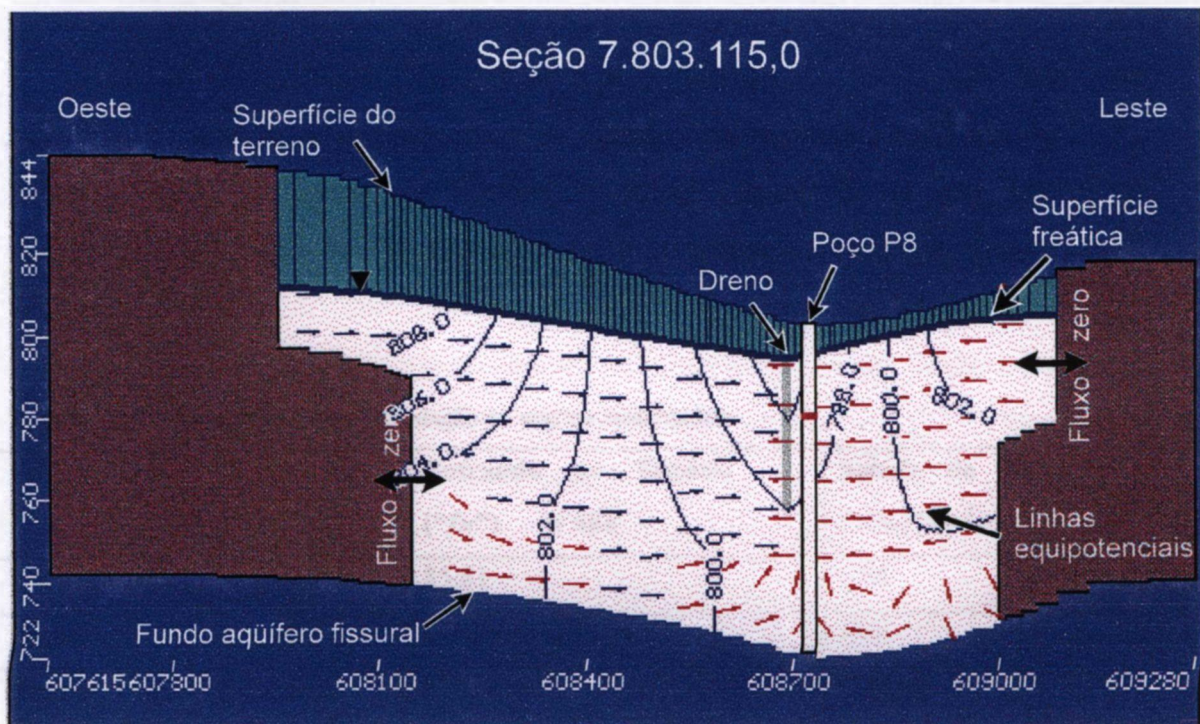 Seção 7.803.115,0
Oeste
Leste
Superfície do
terreno
Superfície
freática
Poço P8
Dreno
844
820
800
780
760
740
722
808.0
806.0
804.0
802.0
800.0
798.0
800.0
802.0
Fluxo zero
Fluxo zero
Linhas
equipotenciais
Fundo aqüífero fissural
607615 607800 608100 608400 608700 609000 609280